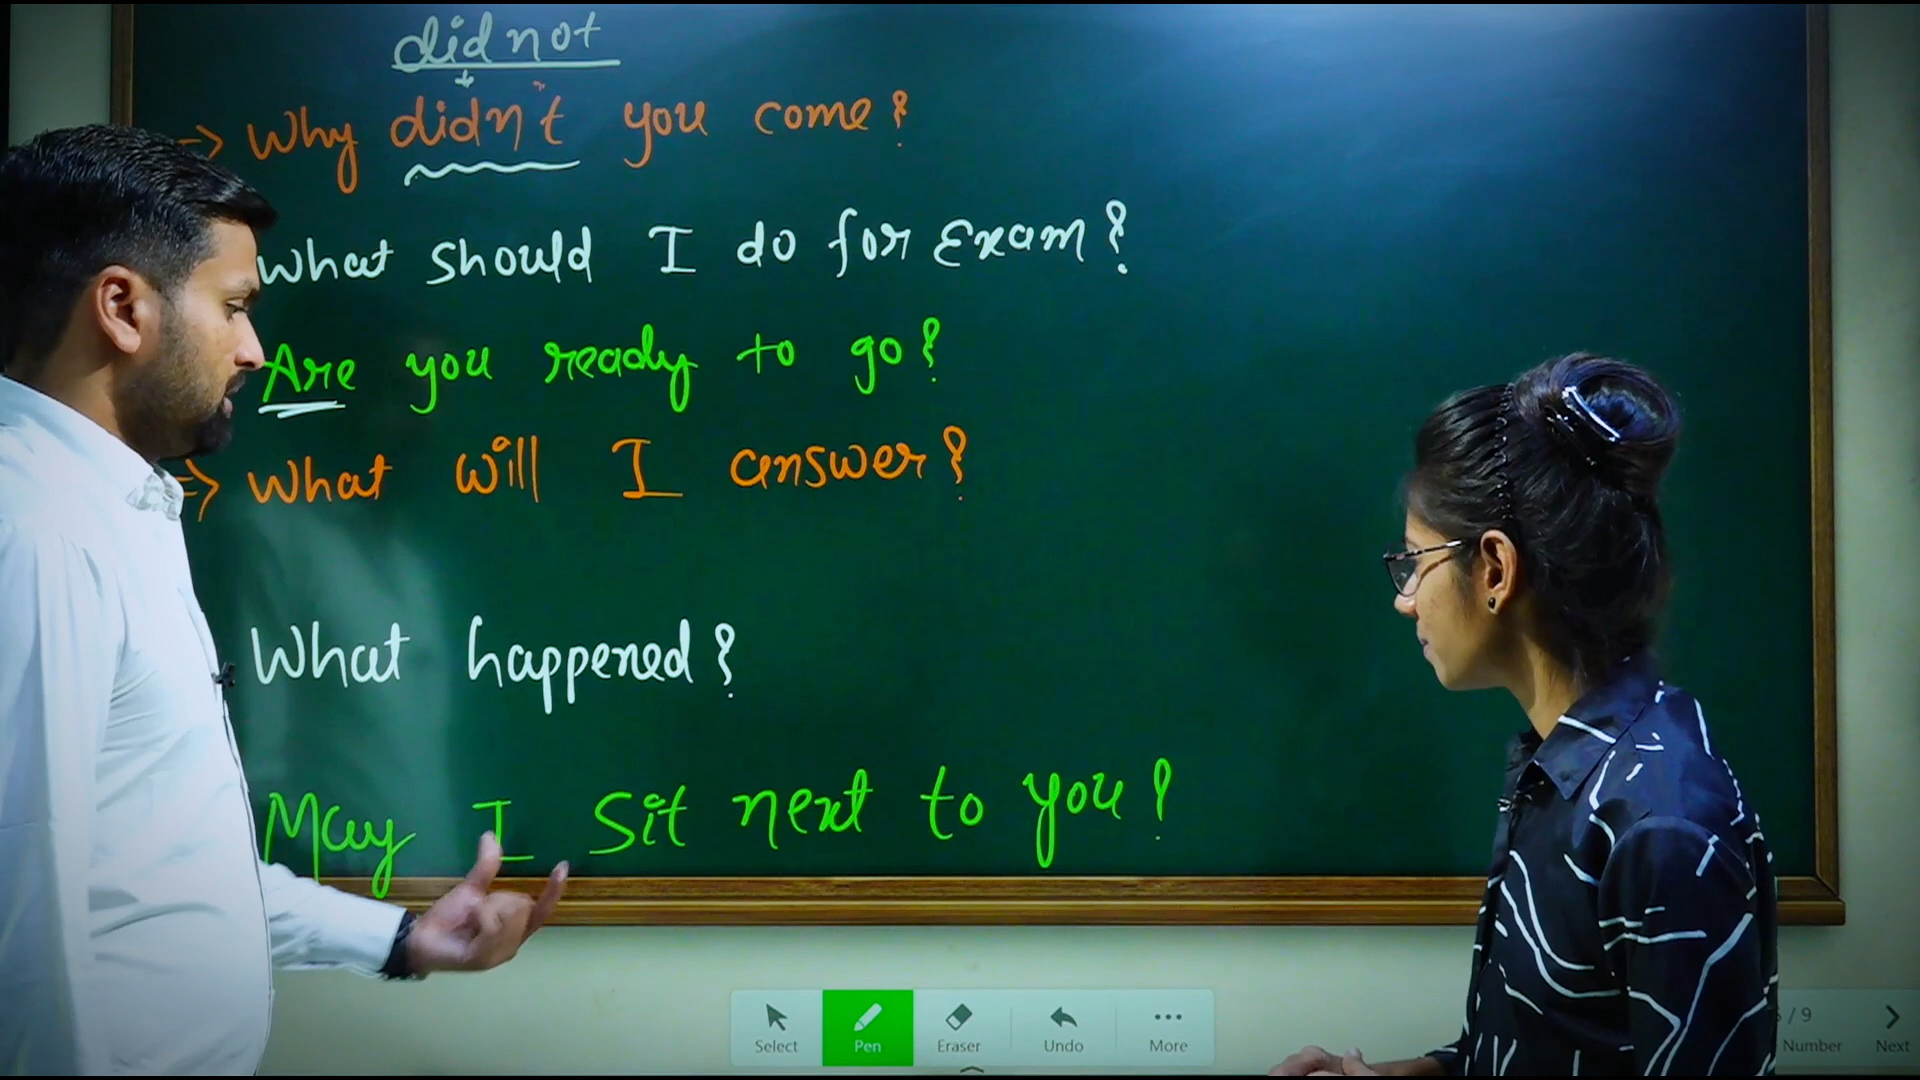 did not
=> Why didn't you come?
What should I do for Exam?
Are you ready to go?
=> What will I answer?
What happened?
May I Sit next to you?
Select Pen Eraser Undo More
/ 9
Number Next